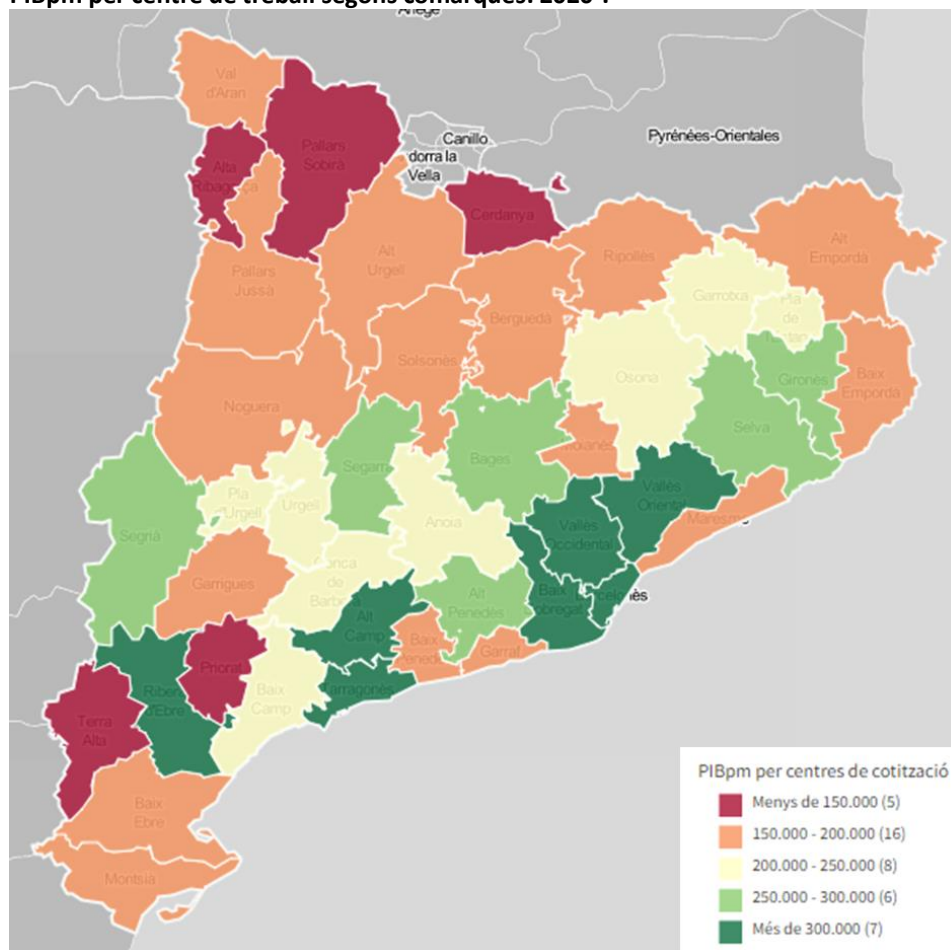 PIBpm per centre de treball segons comarques. 2020
Ariège
Val
d'Aran
Pallars
Sobirà
Canillo
dorra la
Vella
Pyrénées-Orientales
Alta
Ribagorça
Cerdanya
Alt
Urgell
Ripollès
Alt
Empordà
Pallars
Jussà
Garrotxa
Pla
de
Berguedà
Solsonès
Osona
Gironès
Baix
Empordà
Noguera
Selva
Moianès
Bages
Segarra
Pla
d'Urgell
Urgell
Anoia
Vallès
Oriental
Maresme
Vallès
Occidental
Segrià
Garrigues
Conca
de
Barberà
Alt
Penedès
Baix
Llobregat
Barcelonès
Alt
Camp
Baix
Penedès
Garraf
Priorat
Ribera
d'Ebre
Baix
Camp
Tarragonès
Terra
Alta
Baix
Ebre
Montsià
PIBpm per centres de cotització
Menys de 150.000 (5)
150.000 - 200.000 (16)
200.000 - 250.000 (8)
250.000 - 300.000 (6)
Més de 300.000 (7)